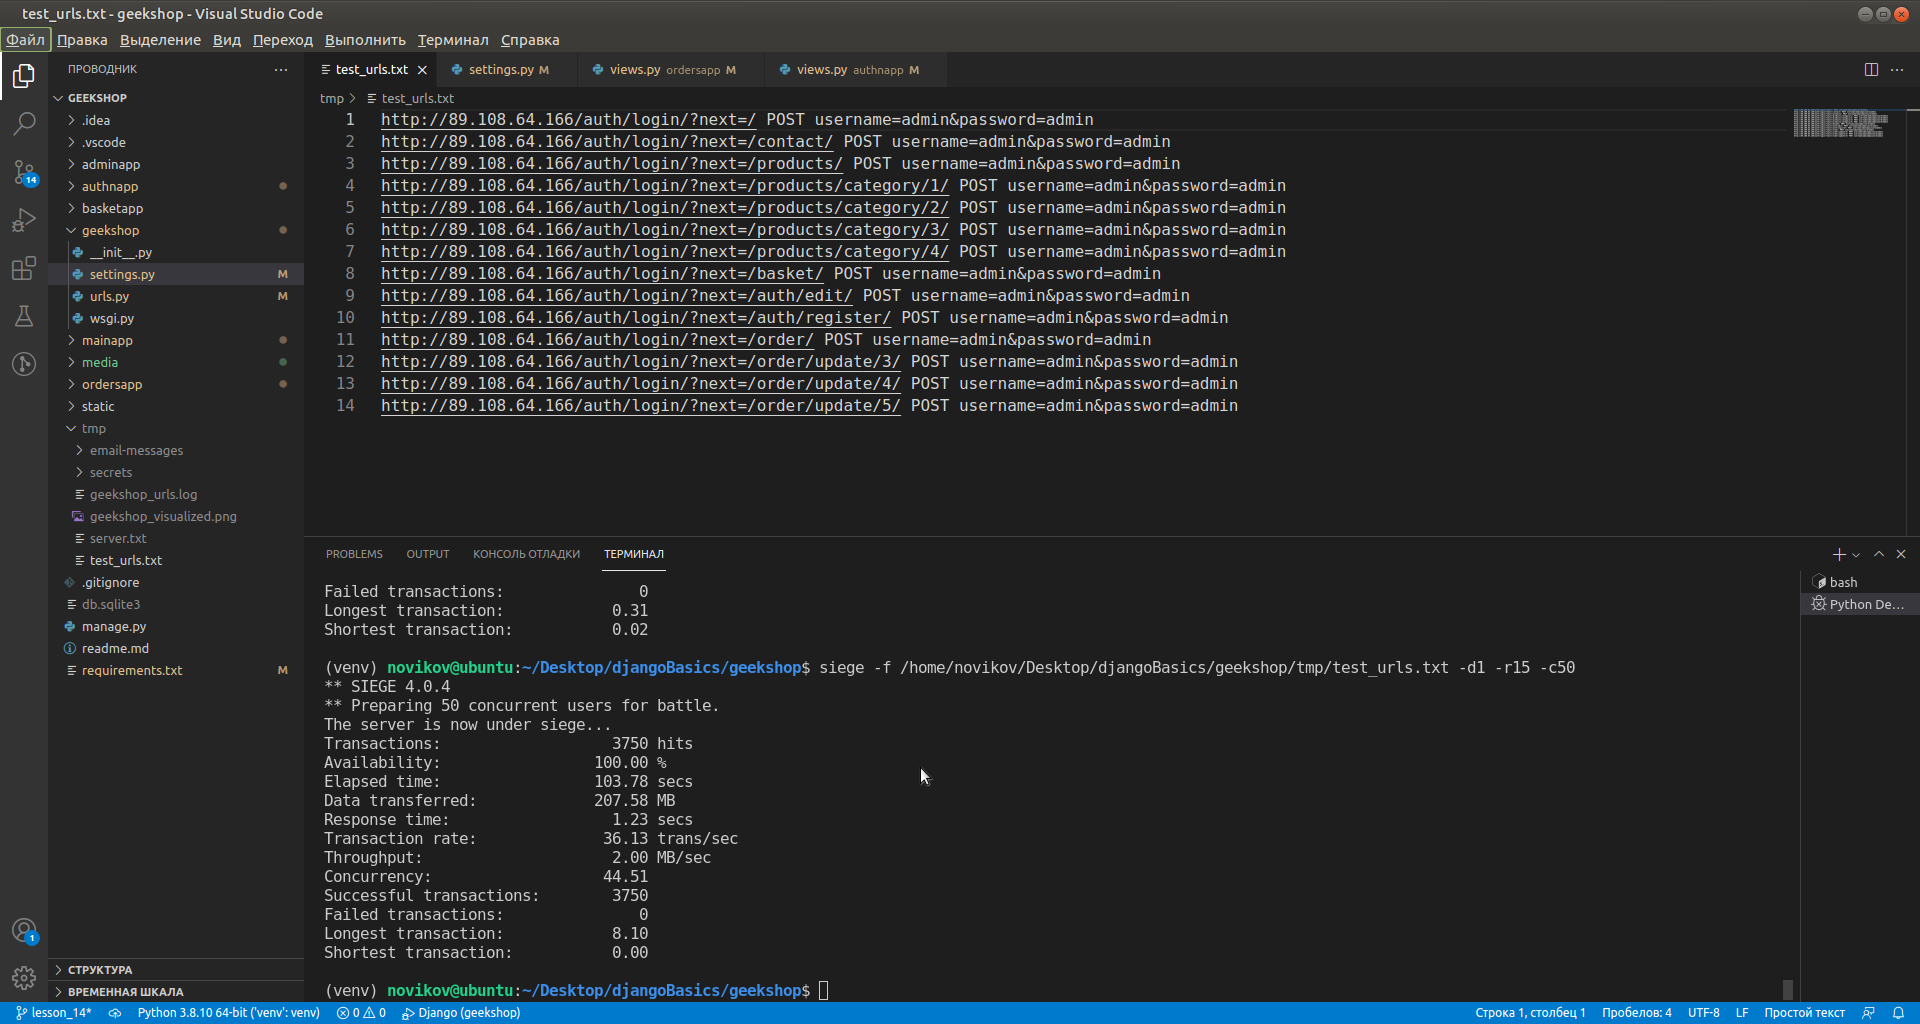 test_urls.txt - geekshop - Visual Studio Code
Файл Правка Выделение Вид Переход Выполнить Терминал Справка
ПРОВОДНИК
GEEKSHOP
.idea
.vscode
adminapp
authnapp
basketapp
geekshop
__init__.py
settings.py M
urls.py M
wsgi.py
mainapp
media
ordersapp
static
tmp
email-messages
secrets
geekshop_urls.log
geekshop_visualized.png
server.txt
test_urls.txt
.gitignore
db.sqlite3
manage.py
readme.md
requirements.txt M
СТРУКТУРА
ВРЕМЕННАЯ ШКАЛА
14
1
test_urls.txt settings.py M views.py ordersapp M views.py authnapp M
tmp > test_urls.txt
1 http://89.108.64.166/auth/login/?next=/ POST username=admin&password=admin
2 http://89.108.64.166/auth/login/?next=/contact/ POST username=admin&password=admin
3 http://89.108.64.166/auth/login/?next=/products/ POST username=admin&password=admin
4 http://89.108.64.166/auth/login/?next=/products/category/1/ POST username=admin&password=admin
5 http://89.108.64.166/auth/login/?next=/products/category/2/ POST username=admin&password=admin
6 http://89.108.64.166/auth/login/?next=/products/category/3/ POST username=admin&password=admin
7 http://89.108.64.166/auth/login/?next=/products/category/4/ POST username=admin&password=admin
8 http://89.108.64.166/auth/login/?next=/basket/ POST username=admin&password=admin
9 http://89.108.64.166/auth/login/?next=/auth/edit/ POST username=admin&password=admin
10 http://89.108.64.166/auth/login/?next=/auth/register/ POST username=admin&password=admin
11 http://89.108.64.166/auth/login/?next=/order/ POST username=admin&password=admin
12 http://89.108.64.166/auth/login/?next=/order/update/3/ POST username=admin&password=admin
13 http://89.108.64.166/auth/login/?next=/order/update/4/ POST username=admin&password=admin
14 http://89.108.64.166/auth/login/?next=/order/update/5/ POST username=admin&password=admin
PROBLEMS OUTPUT КОНСОЛЬ ОТЛАДКИ ТЕРМИНАЛ
Failed transactions: 0
Longest transaction: 0.31
Shortest transaction: 0.02
(venv) novikov@ubuntu:~/Desktop/djangoBasics/geekshop$ siege -f /home/novikov/Desktop/djangoBasics/geekshop/tmp/test_urls.txt -d1 -r15 -c50
** SIEGE 4.0.4
** Preparing 50 concurrent users for battle.
The server is now under siege...
Transactions: 3750 hits
Availability: 100.00 %
Elapsed time: 103.78 secs
Data transferred: 207.58 MB
Response time: 1.23 secs
Transaction rate: 36.13 trans/sec
Throughput: 2.00 MB/sec
Concurrency: 44.51
Successful transactions: 3750
Failed transactions: 0
Longest transaction: 8.10
Shortest transaction: 0.00
(venv) novikov@ubuntu:~/Desktop/djangoBasics/geekshop$
bash
Python De...
lesson_14* Python 3.8.10 64-bit ('venv': venv) 0 0 Django (geekshop) Строка 1, столбец 1 Пробелов: 4 UTF-8 LF Простой текст